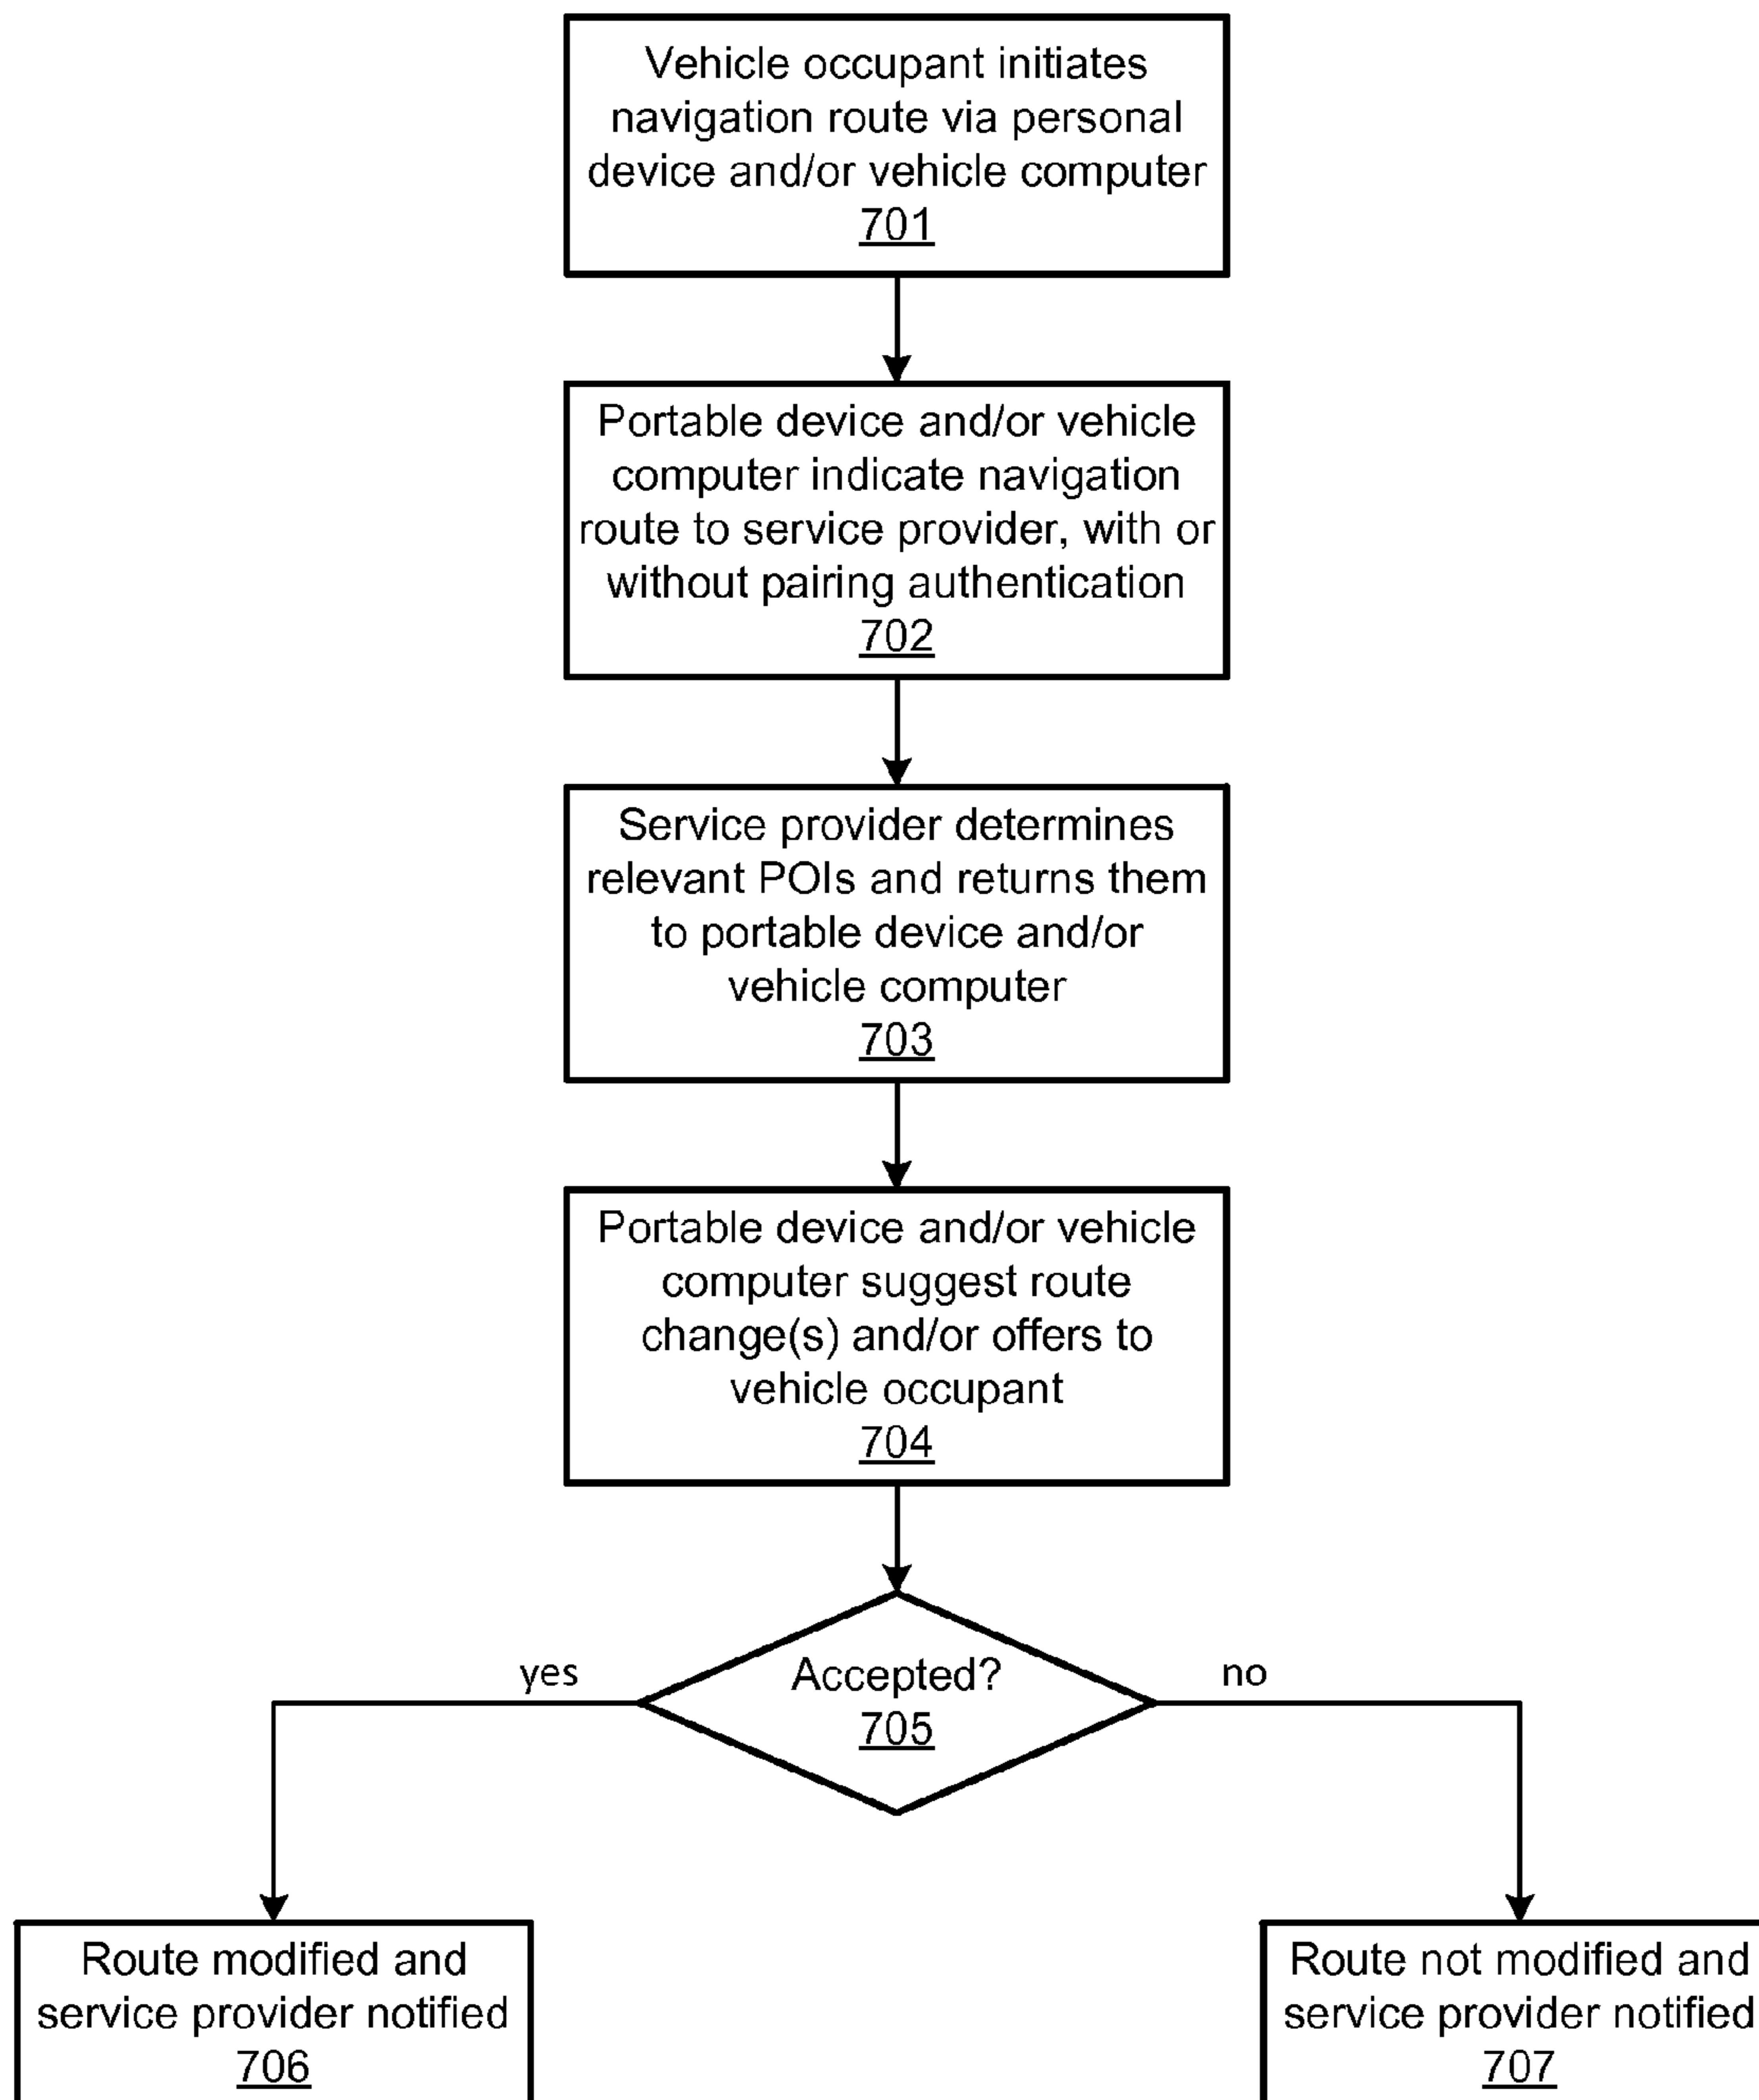 Vehicle occupant initiates
navigation route via personal
device and/or vehicle computer
701
Portable device and/or vehicle
computer indicate navigation
route to service provider, with or
without pairing authentication
702
Service provider determines
relevant POIs and returns them
to portable device and/or
vehicle computer
703
Portable device and/or vehicle
computer suggest route
change(s) and/or offers to
vehicle occupant
704
Accepted?
705
yes
no
Route modified and
service provider notified
706
Route not modified and
service provider notified
707